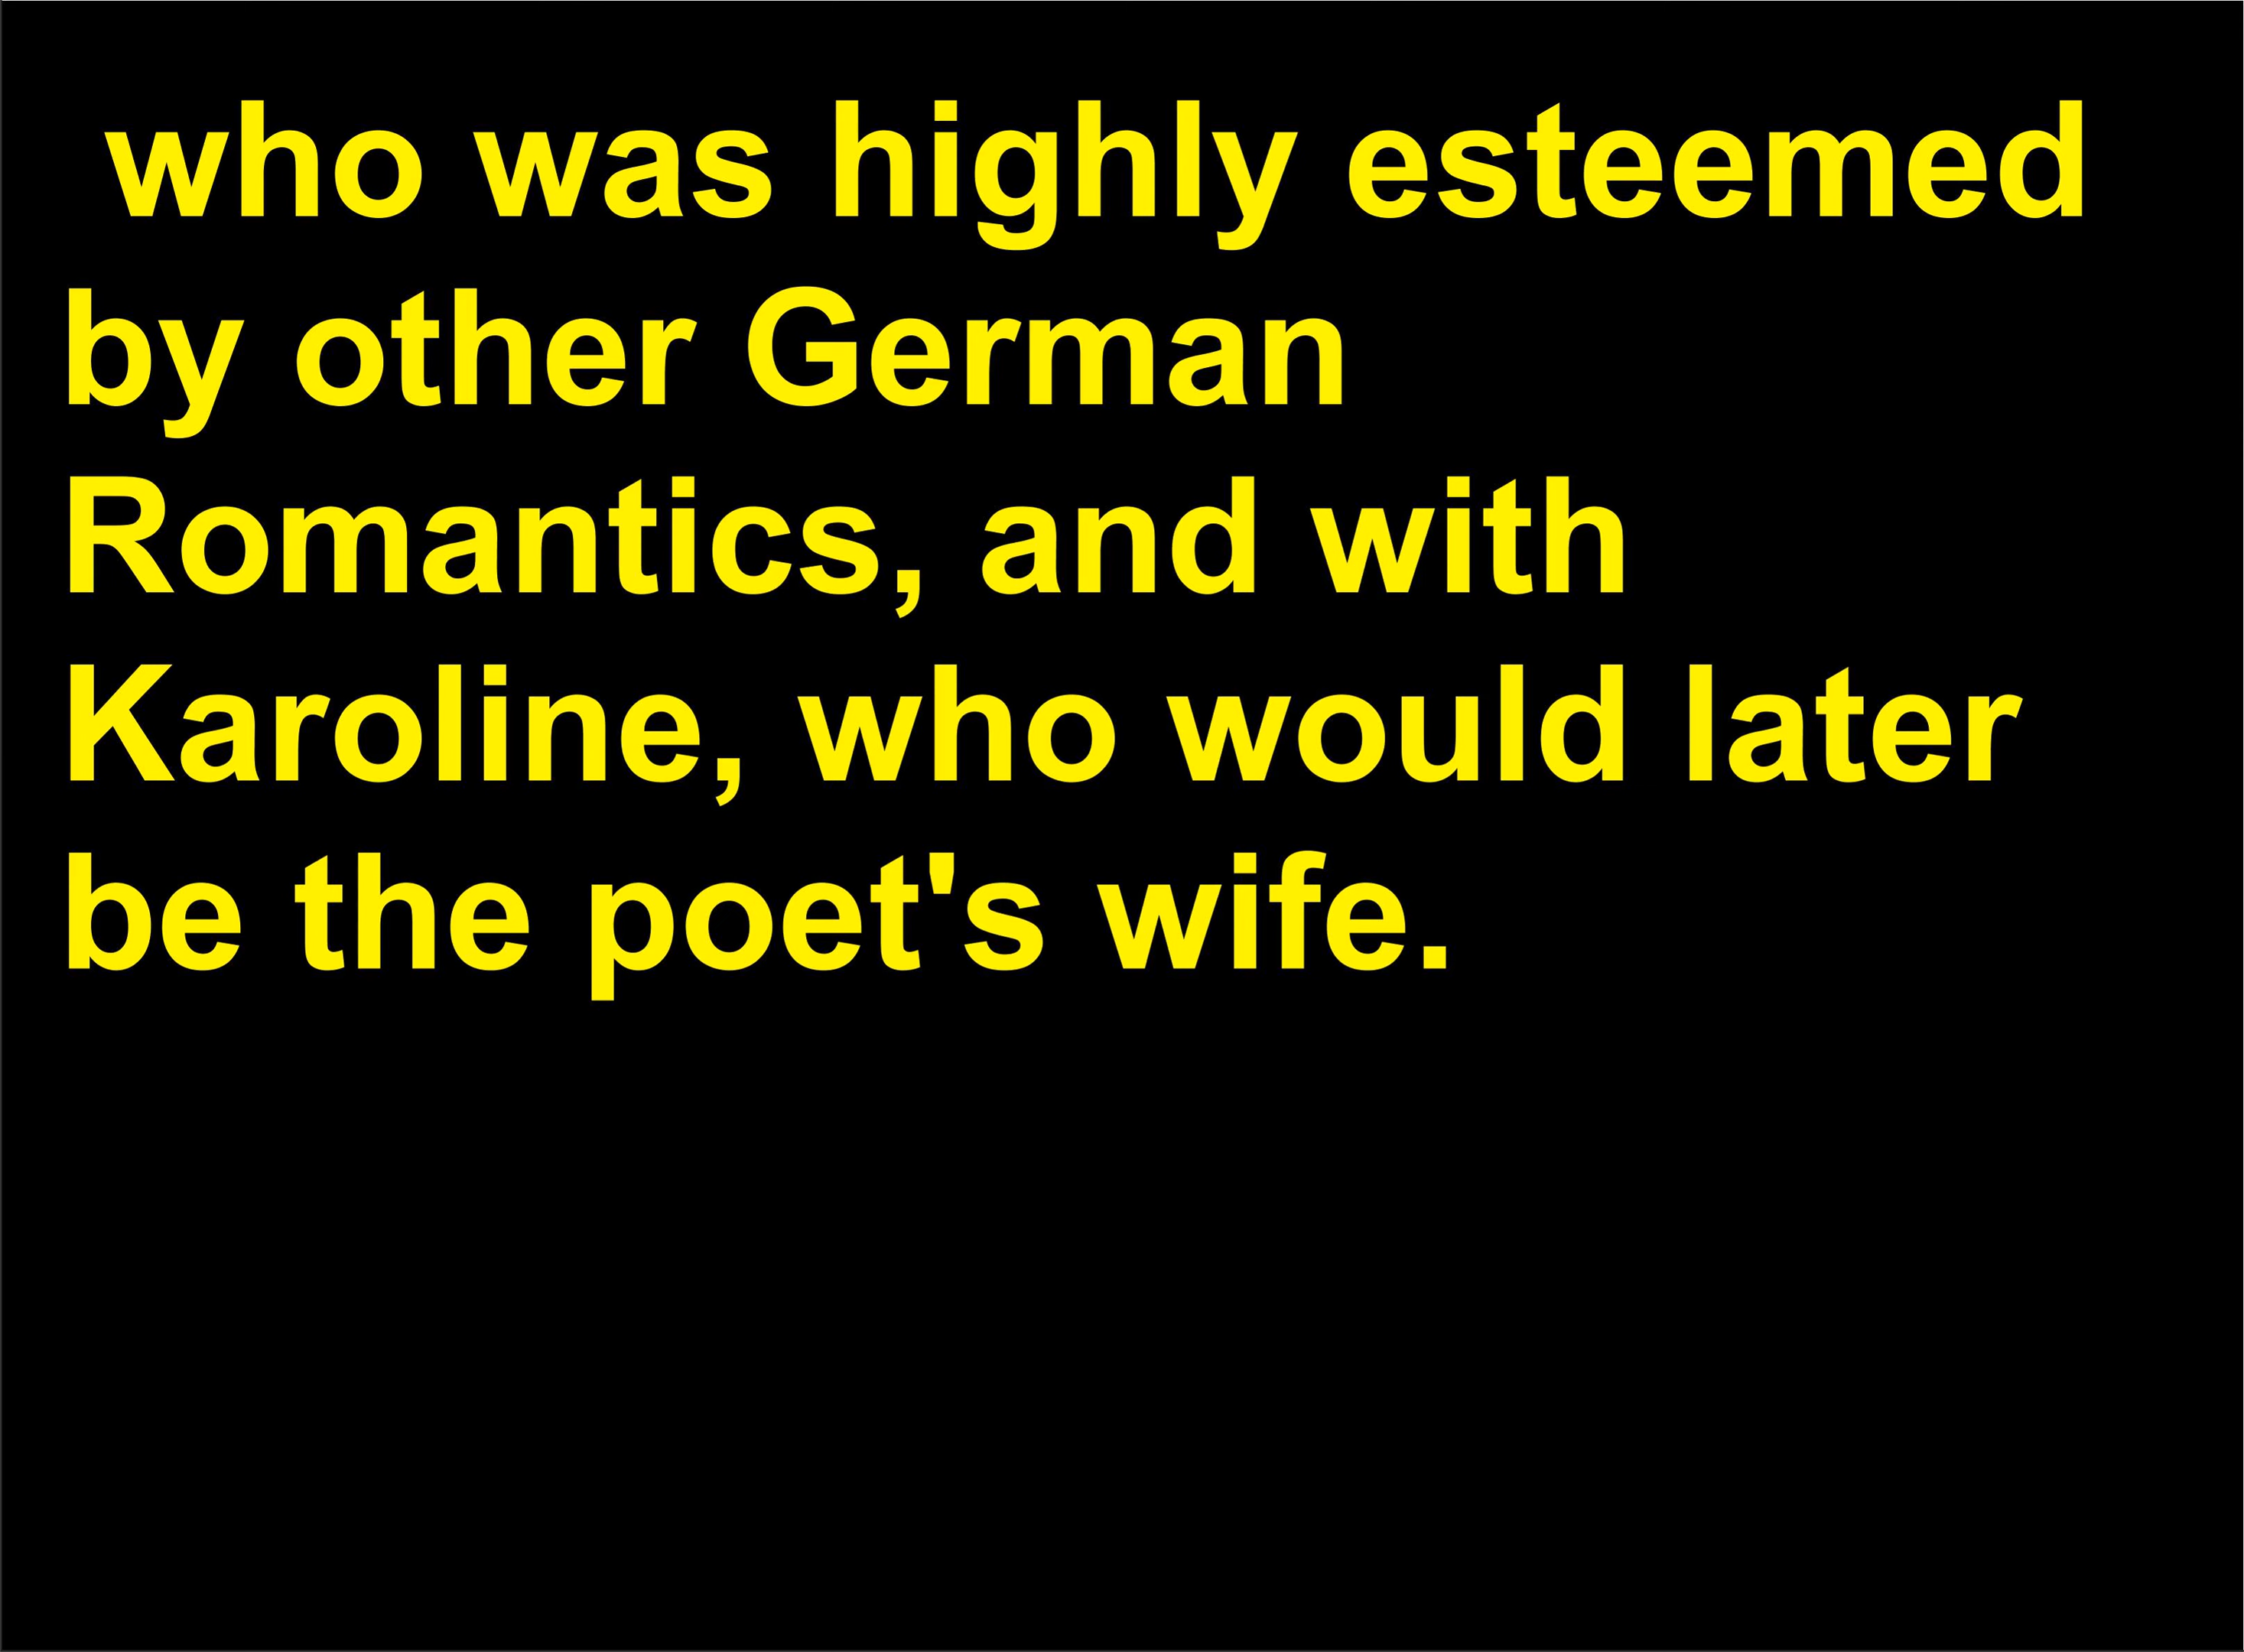 who was highly esteemed
by other German
Romantics, and with
Karoline, who would later
be the poet's wife.